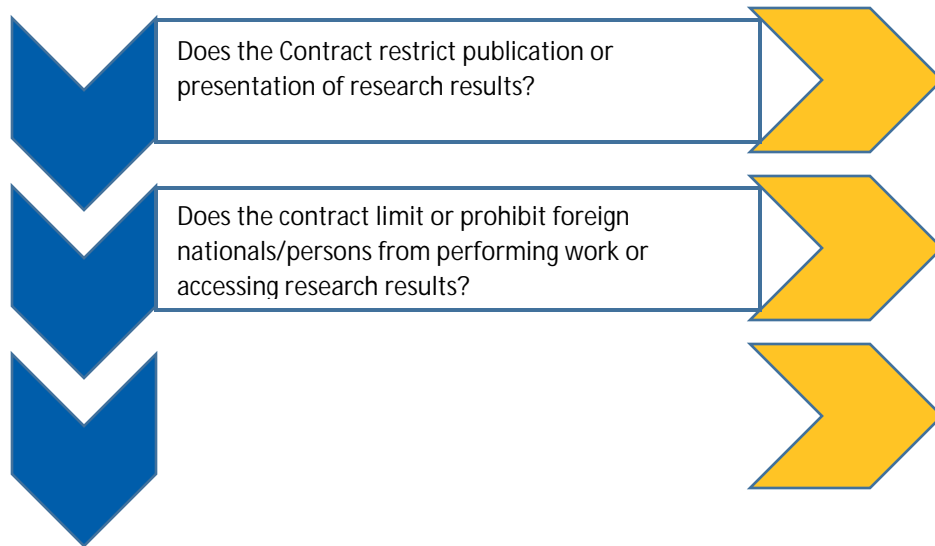 Does the Contract restrict publication or
presentation of research results?
Does the contract limit or prohibit foreign
nationals/persons from performing work or
accessing research results?